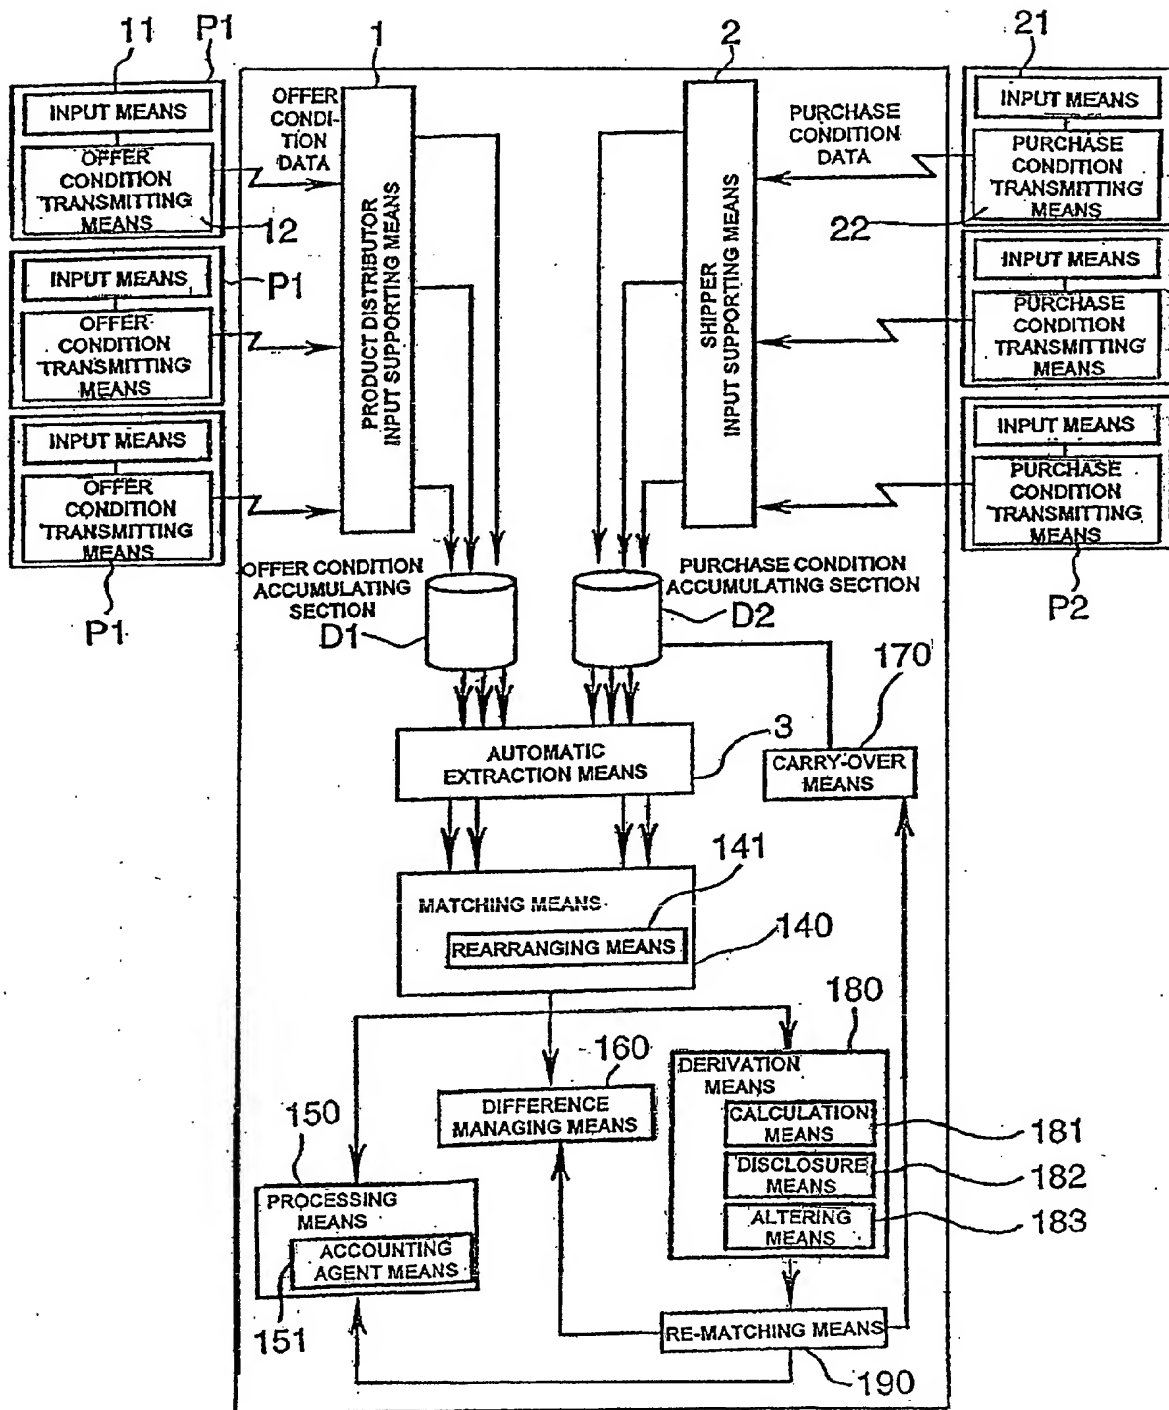 11
P1
1
2
21
INPUT MEANS
OFFER
CONDITION
TRANSMITTING
MEANS
12
INPUT MEANS
P1
OFFER
CONDITION
TRANSMITTING
MEANS
INPUT MEANS
OFFER
CONDITION
TRANSMITTING
MEANS
P1
OFFER
CONDI-
TION
DATA
PRODUCT DISTRIBUTOR
INPUT SUPPORTING MEANS
SHIPPER
INPUT SUPPORTING MEANS
PURCHASE
CONDITION
DATA
INPUT MEANS
PURCHASE
CONDITION
TRANSMITTING
MEANS
22
INPUT MEANS
PURCHASE
CONDITION
TRANSMITTING
MEANS
INPUT MEANS
PURCHASE
CONDITION
TRANSMITTING
MEANS
P2
OFFER CONDITION
ACCUMULATING
SECTION
D1
PURCHASE CONDITION
ACCUMULATING SECTION
D2
170
3
AUTOMATIC
EXTRACTION MEANS
CARRY-OVER
MEANS
141
MATCHING MEANS
REARRANGING MEANS
140
180
160
DERIVATION
MEANS
DIFFERENCE
MANAGING MEANS
CALCULATION
MEANS
181
150
DISCLOSURE
MEANS
182
PROCESSING
MEANS
ALTERING
MEANS
183
ACCOUNTING
AGENT MEANS
151
RE-MATCHING MEANS
190